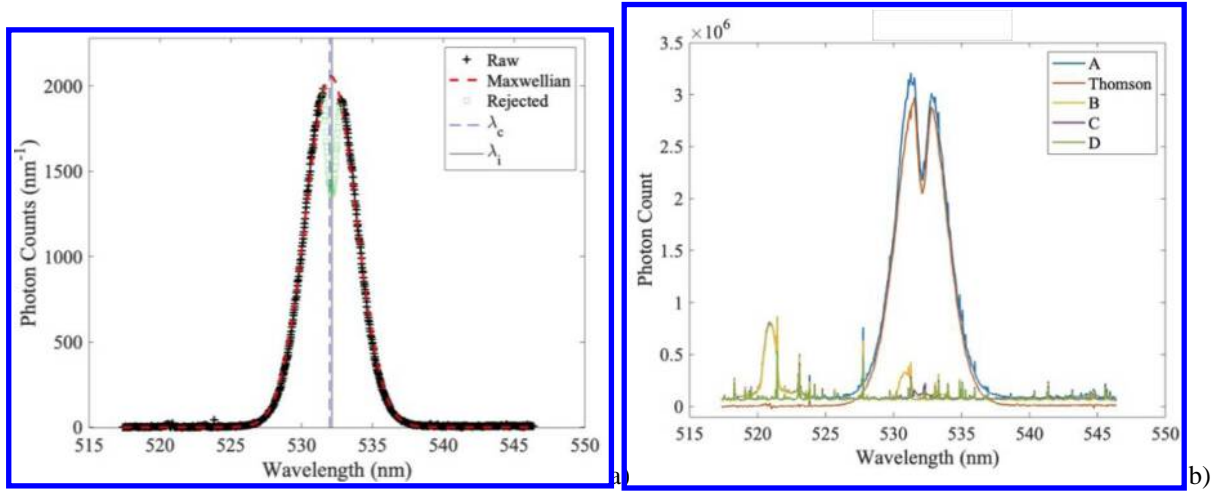 2000
1500
1000
500
0
Photon Counts (nm⁻¹)
Raw
Maxwellian
Rejected
λc
λi
515 520 525 530 535 540 545 550
Wavelength (nm)
a)
×10⁶
3.5
3
2.5
2
1.5
1
0.5
0
Photon Count
A
Thomson
B
C
D
515 520 525 530 535 540 545 550
Wavelength (nm)
b)